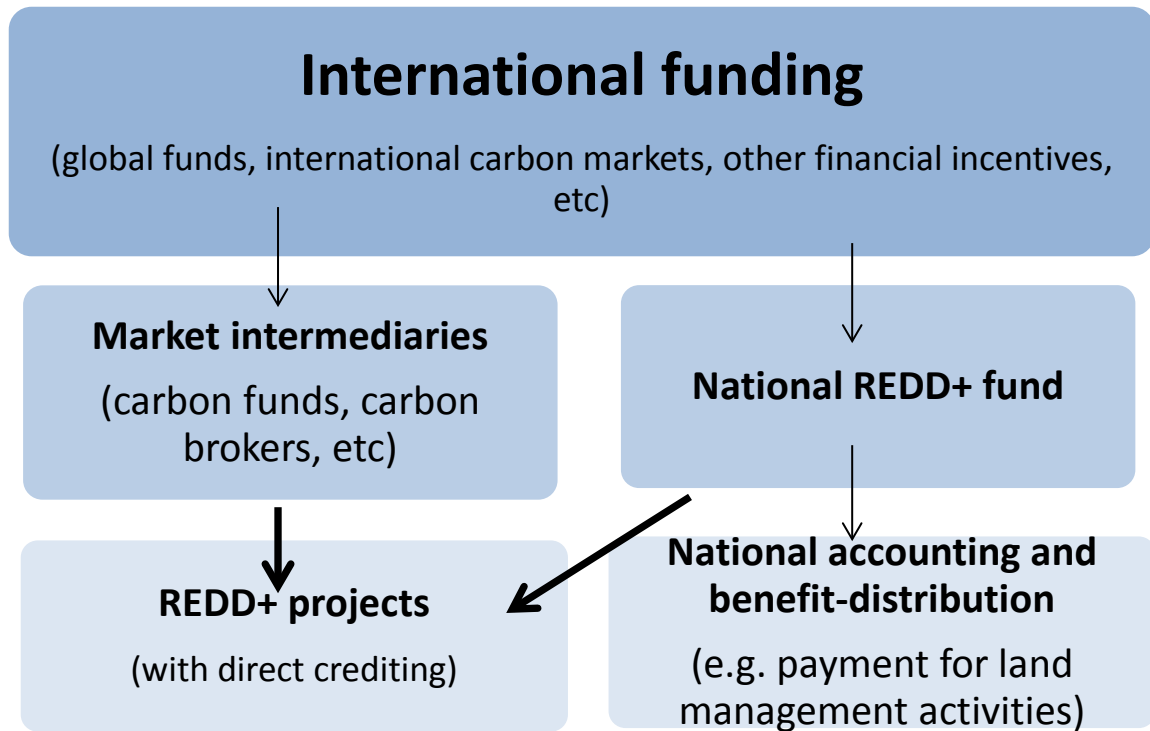 International funding
(global funds, international carbon markets, other financial incentives,
etc)
Market intermediaries
(carbon funds, carbon
brokers, etc)
National REDD+ fund
REDD+ projects
(with direct crediting)
National accounting and
benefit-distribution
(e.g. payment for land
management activities)